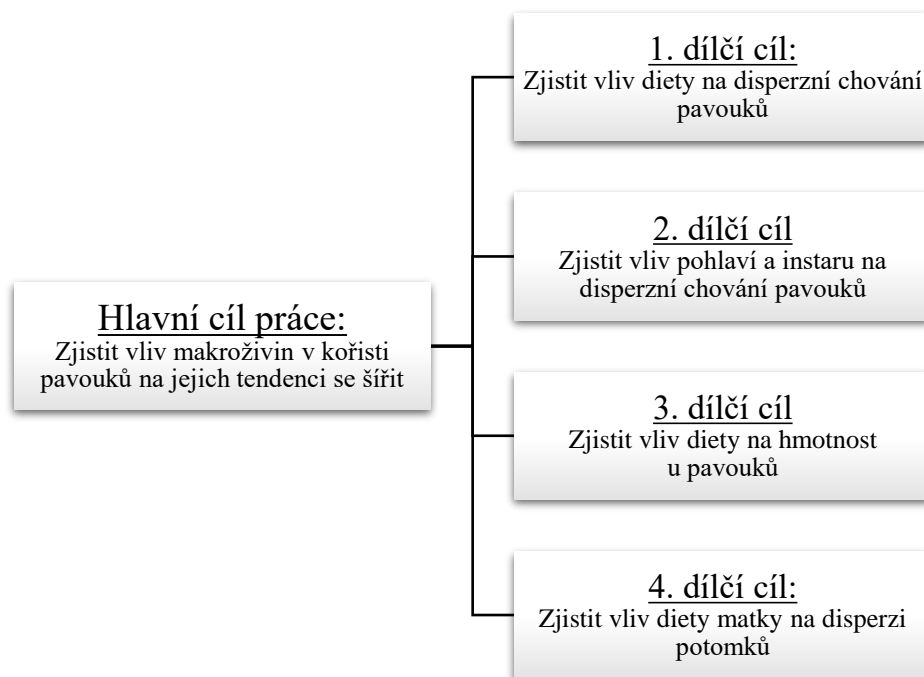 1. dílčí cíl:
Zjistit vliv diety na disperzní chování
pavouků
2. dílčí cíl
Zjistit vliv pohlaví a instaru na
disperzní chování pavouků
Hlavní cíl práce:
Zjistit vliv makroživin v kořisti
pavouků na jejich tendenci se šířit
3. dílčí cíl
Zjistit vliv diety na hmotnost
u pavouků
4. dílčí cíl:
Zjistit vliv diety matky na disperzi
potomků